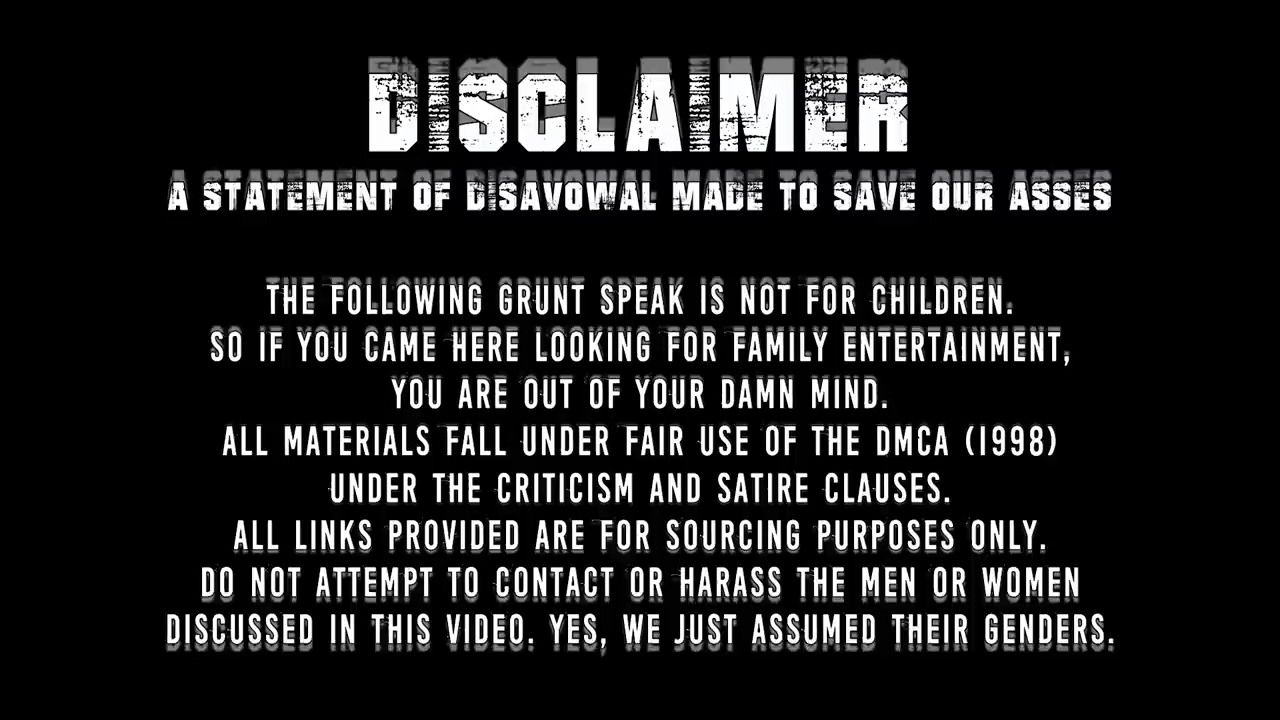 DISCLAIMER
A STATEMENT OF DISAVOWAL MADE TO SAVE OUR ASSES
THE FOLLOWING GRUNT SPEAK IS NOT FOR CHILDREN.
SO IF YOU CAME HERE LOOKING FOR FAMILY ENTERTAINMENT,
YOU ARE OUT OF YOUR DAMN MIND.
ALL MATERIALS FALL UNDER FAIR USE OF THE DMCA (1998)
UNDER THE CRITICISM AND SATIRE CLAUSES.
ALL LINKS PROVIDED ARE FOR SOURCING PURPOSES ONLY.
DO NOT ATTEMPT TO CONTACT OR HARASS THE MEN OR WOMEN
DISCUSSED IN THIS VIDEO. YES, WE JUST ASSUMED THEIR GENDERS.